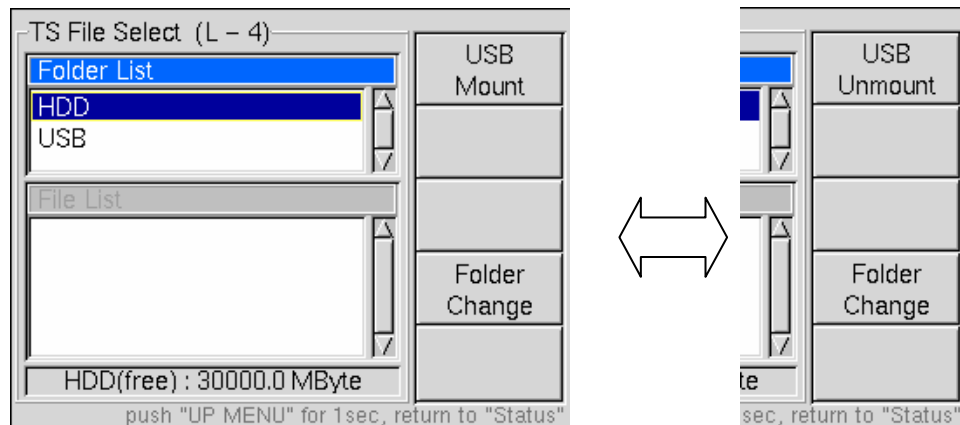 TS File Select (L – 4)
Folder List
HDD
USB
File List
HDD(free) : 30000.0 MByte
USB
Mount
Folder
Change
push "UP MENU" for 1sec, return to "Status"
USB
Unmount
Folder
Change
te
sec, return to "Status"